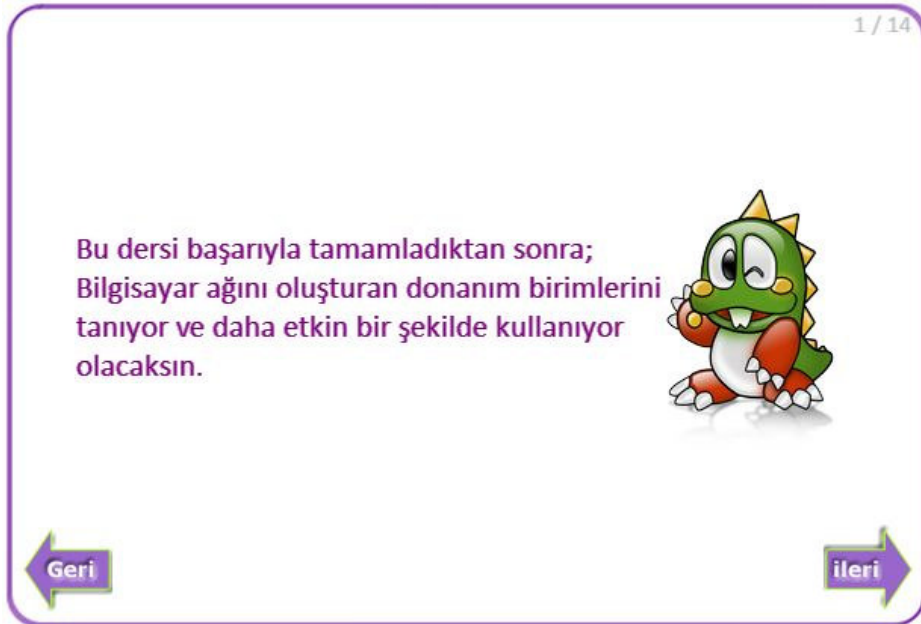 1 / 14
Bu dersi başarıyla tamamladıktan sonra;
Bilgisayar ağını oluşturan donanım birimlerini
tanıyor ve daha etkin bir şekilde kullanıyor
olacaksın.
Geri
ileri